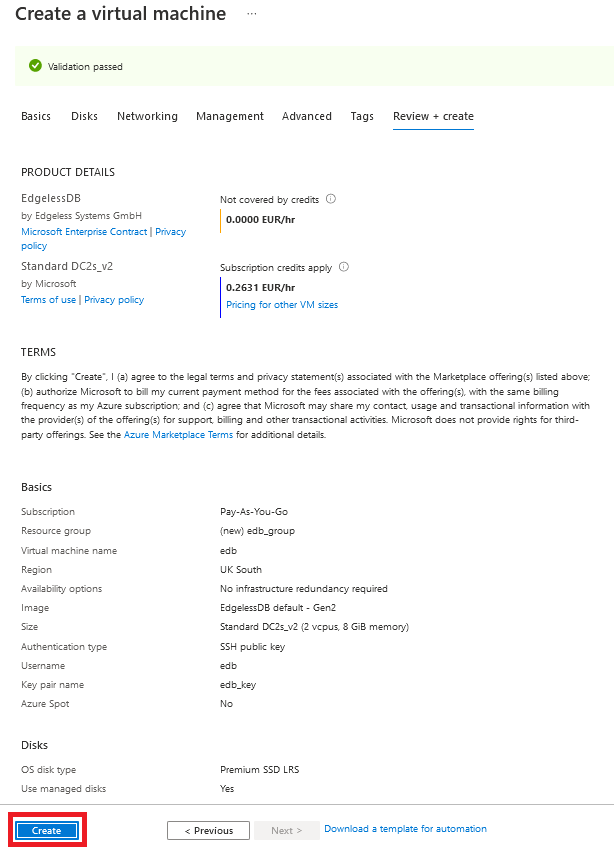 Create a virtual machine ...
Validation passed
Basics Disks Networking Management Advanced Tags Review + create
PRODUCT DETAILS
EdgelessDB
by Edgeless Systems GmbH
Microsoft Enterprise Contract | Privacy
policy
Not covered by credits
0.0000 EUR/hr
Standard DC2s_v2
by Microsoft
Terms of use | Privacy policy
Subscription credits apply
0.2631 EUR/hr
Pricing for other VM sizes
TERMS
By clicking "Create", I (a) agree to the legal terms and privacy statement(s) associated with the Marketplace offering(s) listed above;
(b) authorize Microsoft to bill my current payment method for the fees associated with the offering(s), with the same billing
frequency as my Azure subscription; and (c) agree that Microsoft may share my contact, usage and transactional information with
the provider(s) of the offering(s) for support, billing and other transactional activities. Microsoft does not provide rights for third-
party offerings. See the Azure Marketplace Terms for additional details.
Basics
Subscription Pay-As-You-Go
Resource group (new) edb_group
Virtual machine name edb
Region UK South
Availability options No infrastructure redundancy required
Image EdgelessDB default - Gen2
Size Standard DC2s_v2 (2 vcpus, 8 GiB memory)
Authentication type SSH public key
Username edb
Key pair name edb_key
Azure Spot No
Disks
OS disk type Premium SSD LRS
Use managed disks Yes
Create < Previous Next > Download a template for automation